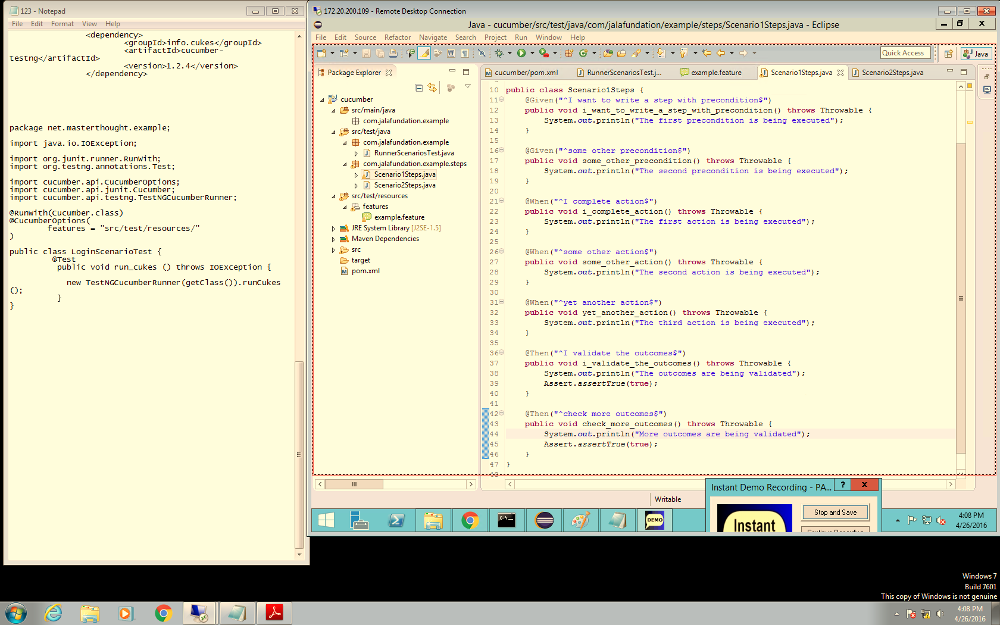 123 - Notepad
File Edit Format View Help
<dependency>
<groupId>info.cukes</groupId>
<artifactId>cucumber-
testng</artifactId>
<version>1.2.4</version>
</dependency>
package net.masterthought.example;
import java.io.IOException;
import org.junit.runner.RunWith;
import org.testng.annotations.Test;
import cucumber.api.CucumberOptions;
import cucumber.api.junit.Cucumber;
import cucumber.api.testng.TestNGCucumberRunner;
@RunWith(Cucumber.class)
@CucumberOptions(
features = "src/test/resources/"
)
public class LoginScenarioTest {
@Test
public void run_cukes () throws IOException {
new TestNGCucumberRunner(getClass()).runCukes
();
}
}
172.20.200.109 - Remote Desktop Connection
Java - cucumber/src/test/java/com/jalafundation/example/steps/Scenario1Steps.java - Eclipse
File Edit Source Refactor Navigate Search Project Run Window Help
Quick Access
Java
Package Explorer
cucumber
src/main/java
com.jalafundation.example
src/test/java
com.jalafundation.example
RunnerScenariosTest.java
com.jalafundation.example.steps
Scenario1Steps.java
Scenario2Steps.java
src/test/resources
features
example.feature
JRE System Library [J2SE-1.5]
Maven Dependencies
src
target
pom.xml
cucumber/pom.xml RunnerScenariosTest.j... example.feature Scenario1Steps.java Scenario2Steps.java
10 public class Scenario1Steps {
11 @Given("^I want to write a step with precondition$")
12 public void i_want_to_write_a_step_with_precondition() throws Throwable {
13 System.out.println("The first precondition is being executed");
14 }
15
16 @Given("^some other precondition$")
17 public void some_other_precondition() throws Throwable {
18 System.out.println("The second precondition is being executed");
19 }
20
21 @When("^I complete action$")
22 public void i_complete_action() throws Throwable {
23 System.out.println("The first action is being executed");
24 }
25
26 @When("^some other action$")
27 public void some_other_action() throws Throwable {
28 System.out.println("The second action is being executed");
29 }
30
31 @When("^yet another action$")
32 public void yet_another_action() throws Throwable {
33 System.out.println("The third action is being executed");
34 }
35
36 @Then("^I validate the outcomes$")
37 public void i_validate_the_outcomes() throws Throwable {
38 System.out.println("The outcomes are being validated");
39 Assert.assertTrue(true);
40 }
41
42 @Then("^check more outcomes$")
43 public void check_more_outcomes() throws Throwable {
44 System.out.println("More outcomes are being validated");
45 Assert.assertTrue(true);
46 }
47 }
48
Writable
Instant Demo Recording - PA...
Instant
Stop and Save
Continue Recording
DEMO
4:08 PM
4/26/2016
Windows 7
Build 7601
This copy of Windows is not genuine
4:08 PM
4/26/2016